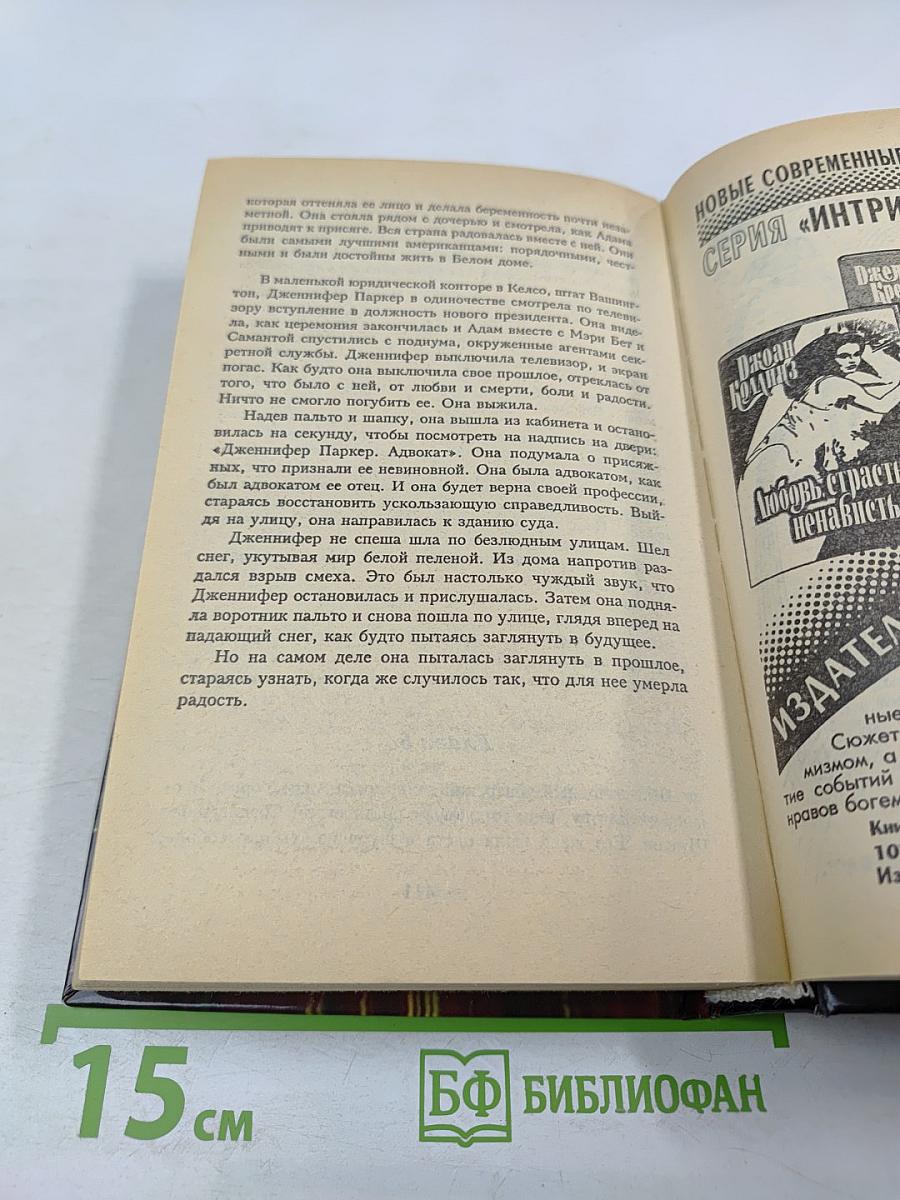 которая оттеняла ее лицо и делала беременность почти неза-
метной. Она стояла рядом с дочерью и смотрела, как Адама
приводят к присяге. Вся страна радовалась вместе с ней. Они
были самыми лучшими американцами: порядочными, чест-
ными и были достойны жить в Белом доме.
В маленькой юридической конторе в Келсо, штат Вашинг-
тон, Дженнифер Паркер в одиночестве смотрела по телеви-
зору вступление в должность нового президента. Она виде-
ла, как церемония закончилась и Адам вместе с Мэри Бет и
Самантой спустились с подиума, окруженные агентами сек-
ретной службы. Дженнифер выключила телевизор, и экран
погас. Как будто она выключила свое прошлое, отреклась от
того, что было с ней, от любви и смерти, боли и радости.
Ничто не смогло погубить ее. Она выжила.
Надев пальто и шапку, она вышла из кабинета и остано-
вилась на секунду, чтобы посмотреть на надпись на двери:
«Дженнифер Паркер. Адвокат». Она подумала о присяж-
ных, что признали ее невиновной. Она была адвокатом, как
был адвокатом ее отец. И она будет верна своей профессии,
стараясь восстановить ускользающую справедливость. Вый-
дя на улицу, она направилась к зданию суда.
Дженнифер не спеша шла по безлюдным улицам. Шел
снег, укутывая мир белой пеленой. Из дома напротив раз-
дался взрыв смеха. Это был настолько чуждый звук, что
Дженнифер остановилась и прислушалась. Затем она подня-
ла воротник пальто и снова пошла по улице, глядя вперед на
падающий снег, как будто пытаясь заглянуть в будущее.
Но на самом деле она пыталась заглянуть в прошлое,
стараясь узнать, когда же случилось так, что для нее умерла
радость.
НОВЫЕ СОВРЕМЕННЫЕ
СЕРИЯ «ИНТРИ
Джоан
Коллинз
Любовь, страсть
ненависть
ИЗДАТЕЛ
ные
Сюжет
мизмом, а
тие событий
нравов богем
Кни
10
Из
15 см
БФ БИБЛИОФАН